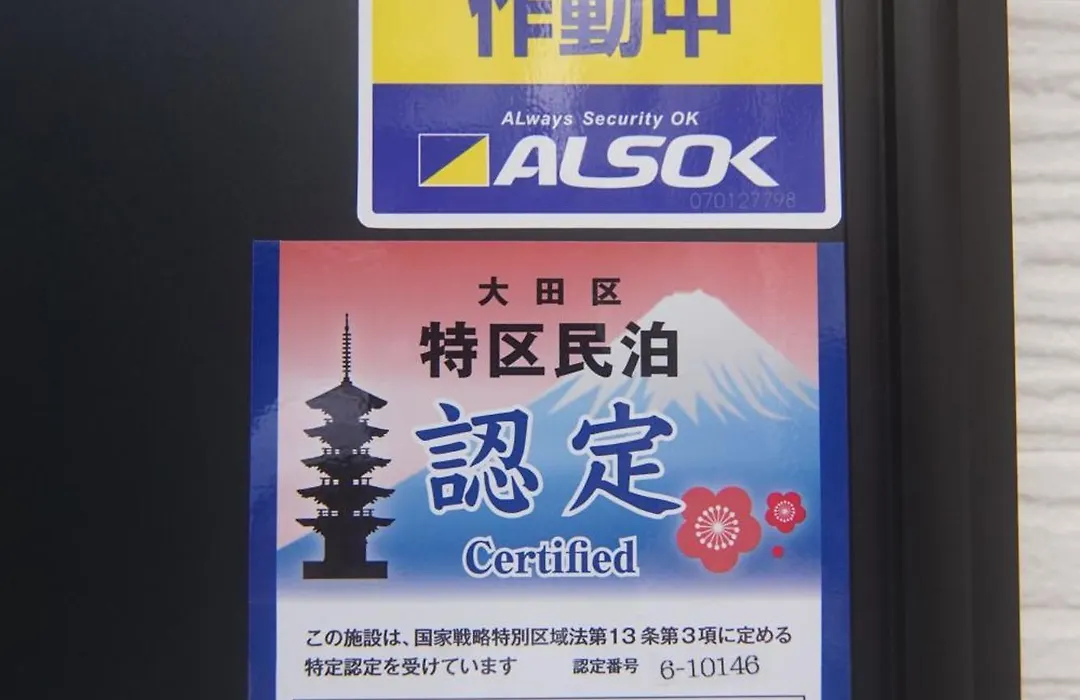 作動中
ALways Security OK
ALSOK
070127798
大田区
特区民泊
認定
Certified
この施設は、国家戦略特別区域法第13条第3項に定める
特定認定を受けています 認定番号 6-10146